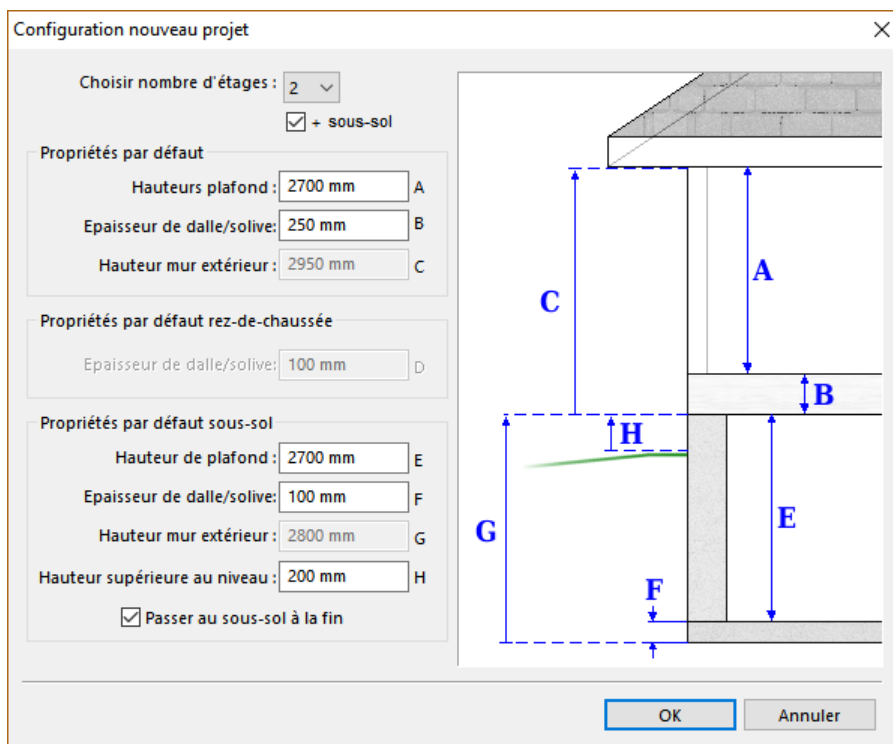 Configuration nouveau projet
Choisir nombre d'étages : 2
+ sous-sol
Propriétés par défaut
Hauteurs plafond : 2700 mm A
Epaisseur de dalle/solive: 250 mm B
Hauteur mur extérieur : 2950 mm C
Propriétés par défaut rez-de-chaussée
Epaisseur de dalle/solive: 100 mm D
Propriétés par défaut sous-sol
Hauteur de plafond : 2700 mm E
Epaisseur de dalle/solive: 100 mm F
Hauteur mur extérieur : 2800 mm G
Hauteur supérieure au niveau : 200 mm H
Passer au sous-sol à la fin
A
C
B
H
E
G
F
OK Annuler